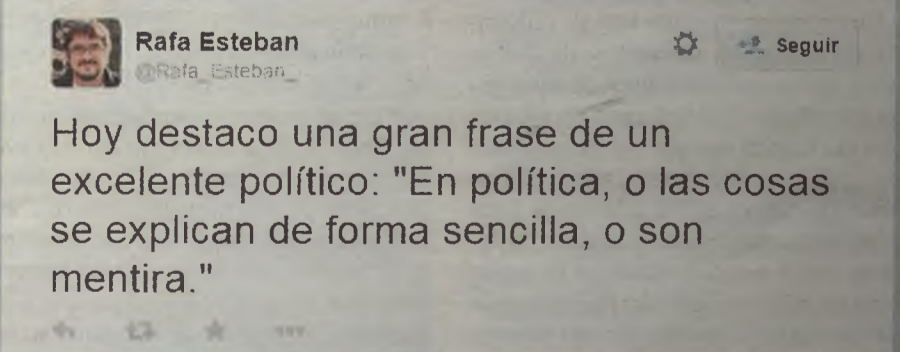 Rafa Esteban
@Rafa_Esteban_
Seguir
Hoy destaco una gran frase de un
excelente político: "En política, o las cosas
se explican de forma sencilla, o son
mentira."